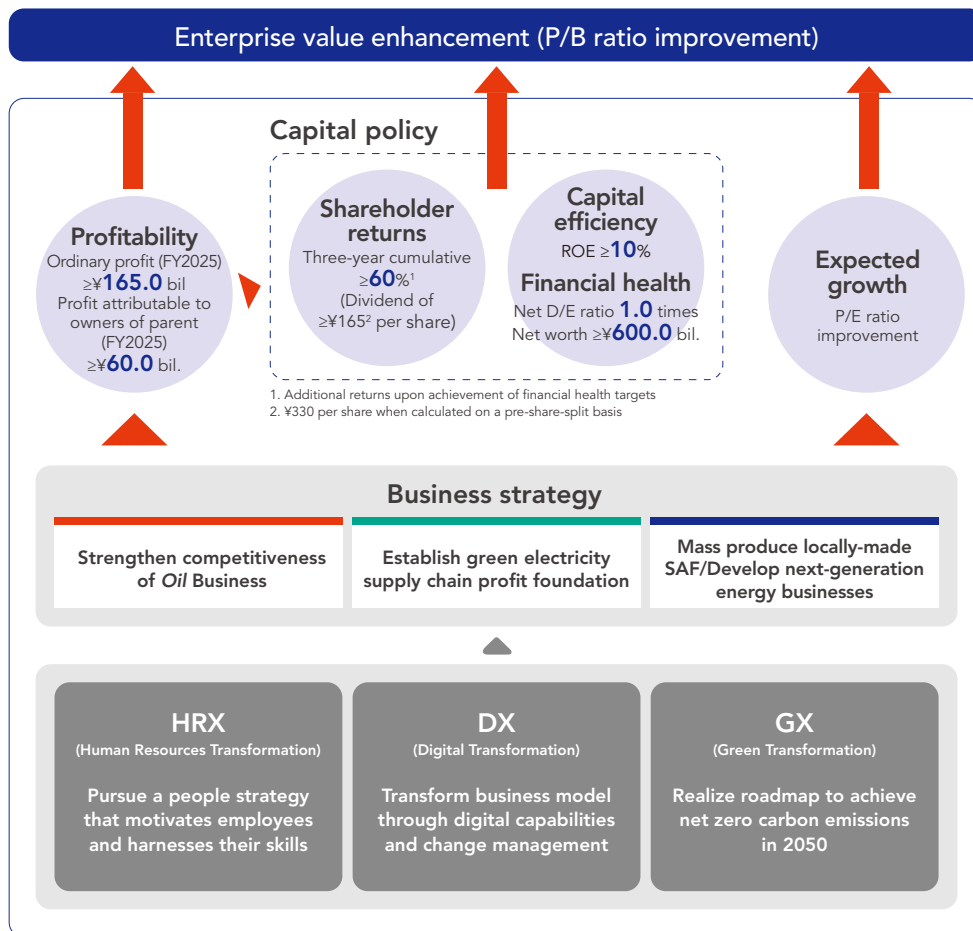 Enterprise value enhancement (P/B ratio improvement)
Capital policy
Profitability
Ordinary profit (FY2025)
≥¥165.0 bil
Profit attributable to
owners of parent
(FY2025)
≥¥60.0 bil.
Shareholder
returns
Three-year cumulative
≥60%¹
(Dividend of
≥¥165² per share)
Capital
efficiency
ROE ≥10%
Financial health
Net D/E ratio 1.0 times
Net worth ≥¥600.0 bil.
Expected
growth
P/E ratio
improvement
1. Additional returns upon achievement of financial health targets
2. ¥330 per share when calculated on a pre-share-split basis
Business strategy
Strengthen competitiveness
of Oil Business
Establish green electricity
supply chain profit foundation
Mass produce locally-made
SAF/Develop next-generation
energy businesses
HRX
(Human Resources Transformation)
Pursue a people strategy
that motivates employees
and harnesses their skills
DX
(Digital Transformation)
Transform business model
through digital capabilities
and change management
GX
(Green Transformation)
Realize roadmap to achieve
net zero carbon emissions
in 2050